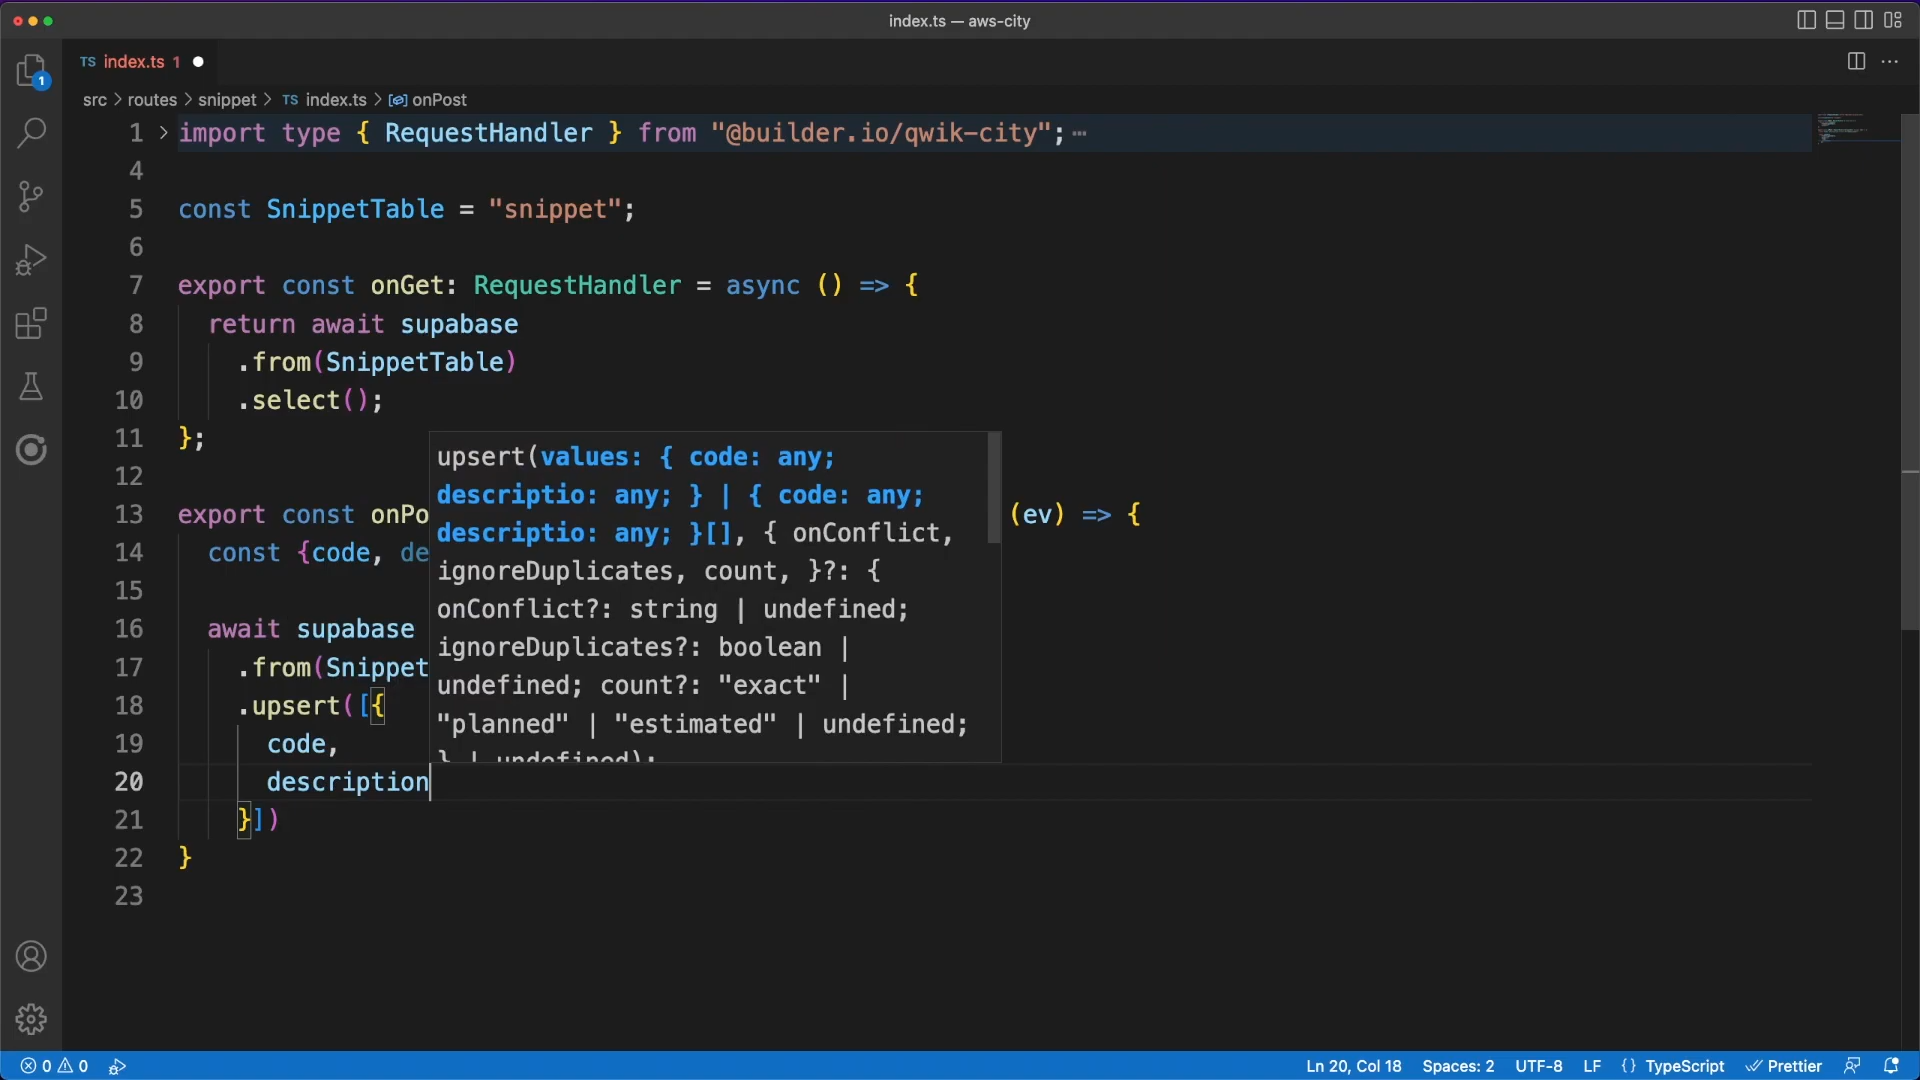 index.ts — aws-city
TS index.ts 1
1
src > routes > snippet > TS index.ts > onPost
1 > import type { RequestHandler } from "@builder.io/qwik-city";
4
5 const SnippetTable = "snippet";
6
7 export const onGet: RequestHandler = async () => {
8 return await supabase
9 .from(SnippetTable)
10 .select();
11 };
12
13 export const onPo (ev) => {
14 const {code, de
15
16 await supabase
17 .from(Snippet
18 .upsert([{
19 code,
20 description
21 }])
22 }
23
upsert(values: { code: any;
descriptio: any; } | { code: any;
descriptio: any; }[], { onConflict,
ignoreDuplicates, count, }?: {
onConflict?: string | undefined;
ignoreDuplicates?: boolean |
undefined; count?: "exact" |
"planned" | "estimated" | undefined;
} | undefined):
0 0
Ln 20, Col 18 Spaces: 2 UTF-8 LF {} TypeScript Prettier